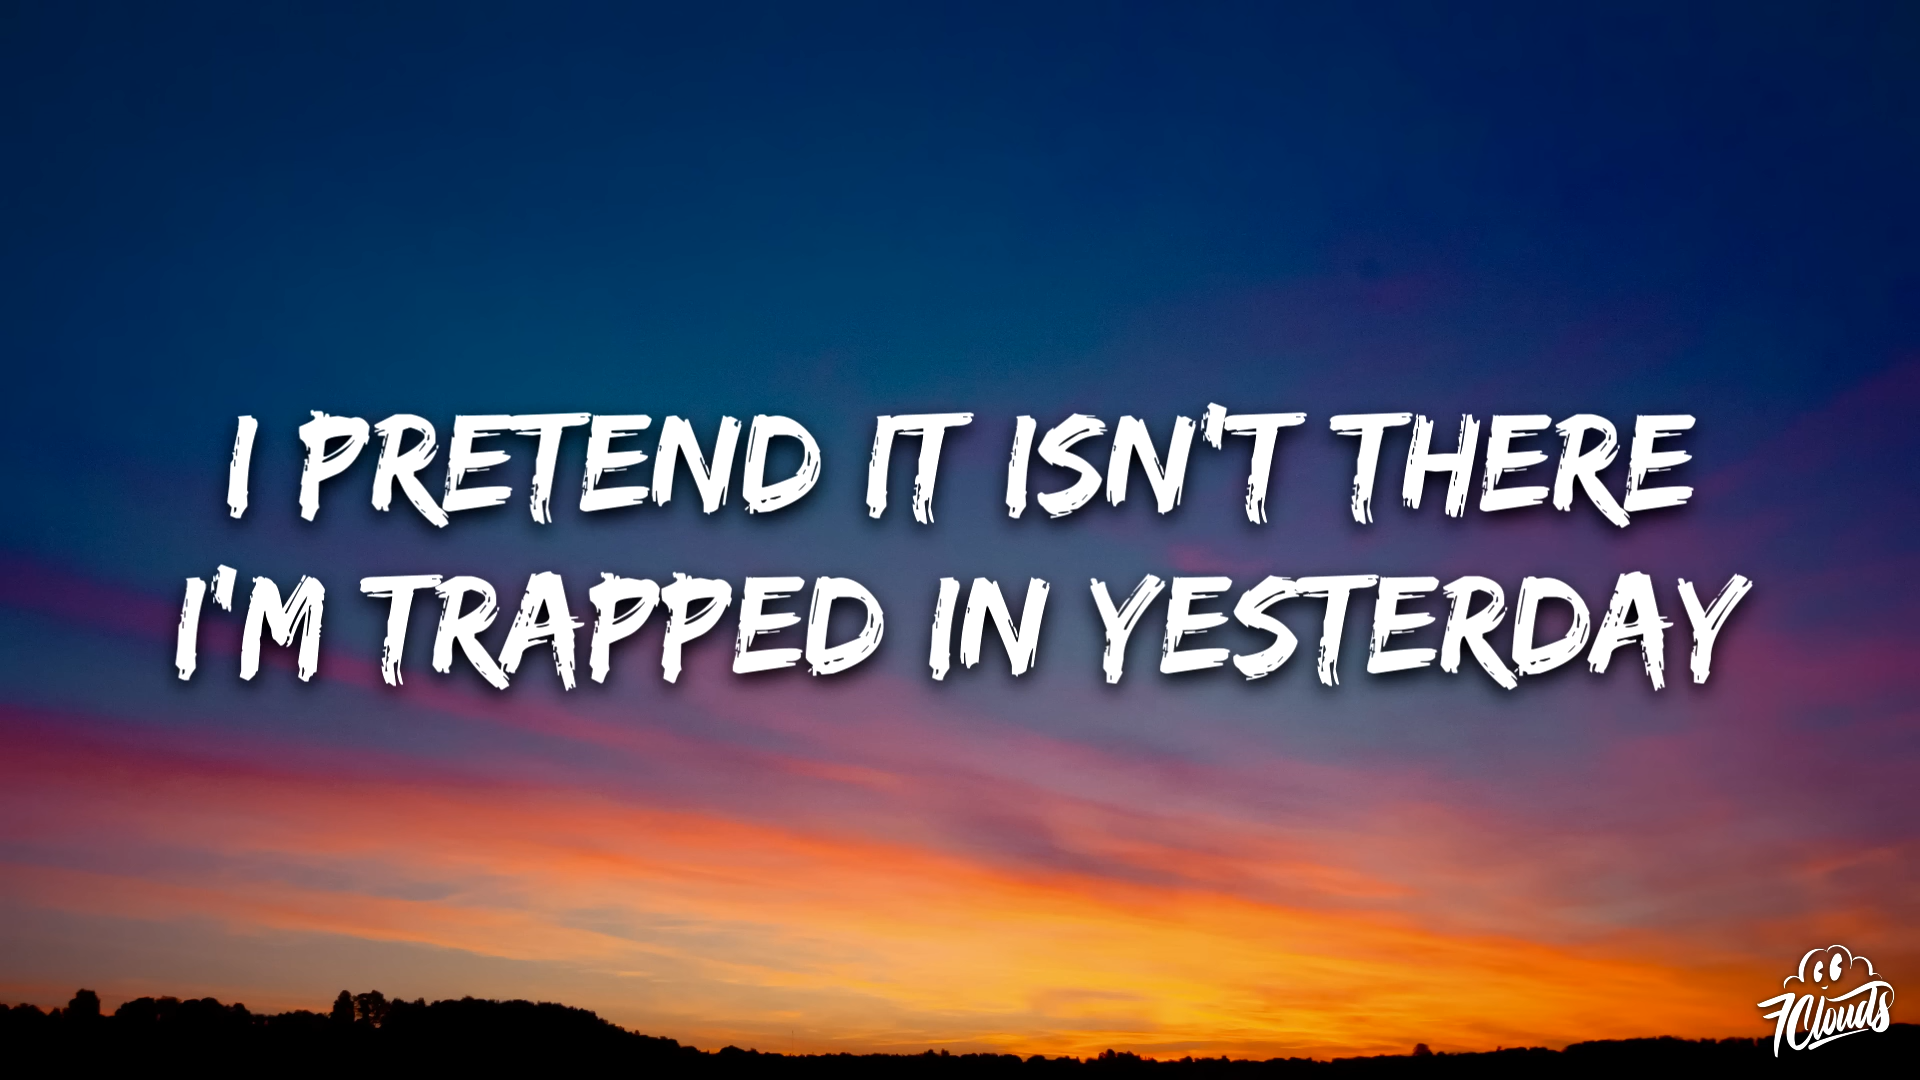 I PRETEND IT ISN'T THERE
I'M TRAPPED IN YESTERDAY
7Clouds